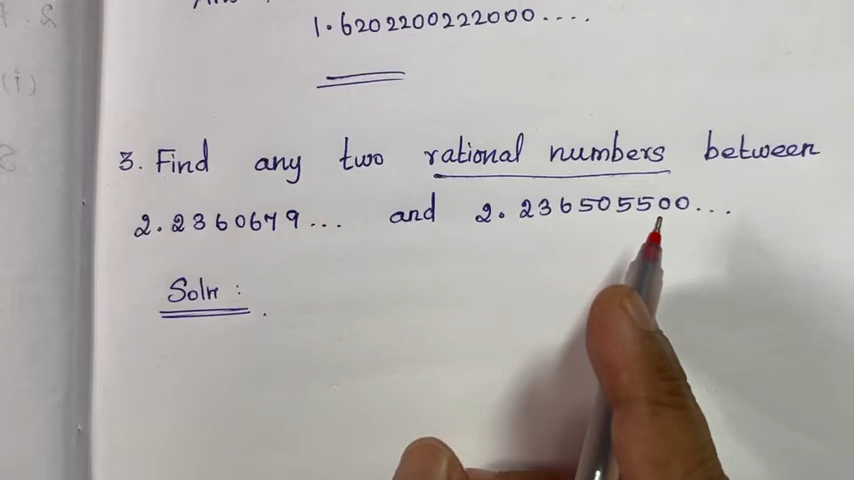 1.6202200222000....
3. Find any two rational numbers between
2.2360679... and 2.236505500...
Soln :